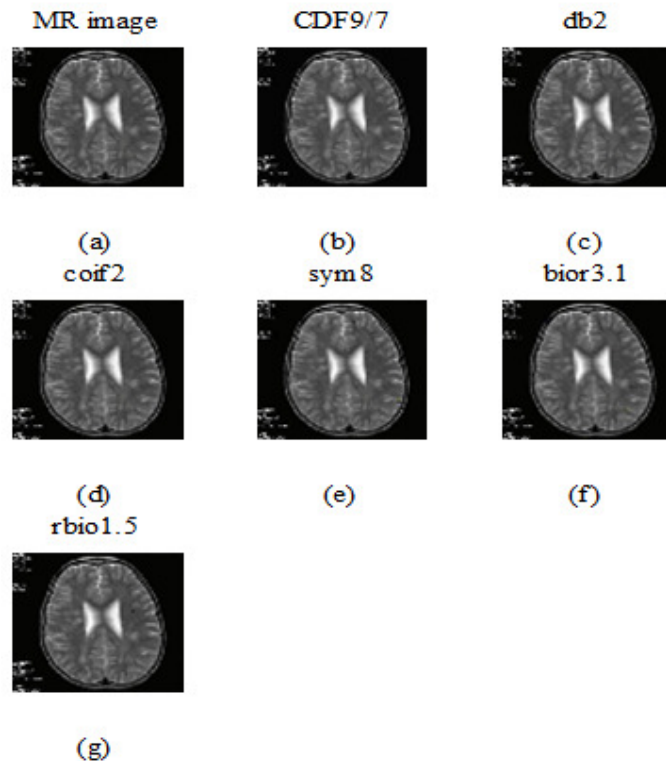 MR image CDF9/7 db2
(a) (b) (c)
coif2 sym8 bior3.1
(d) (e) (f)
rbio1.5
(g)